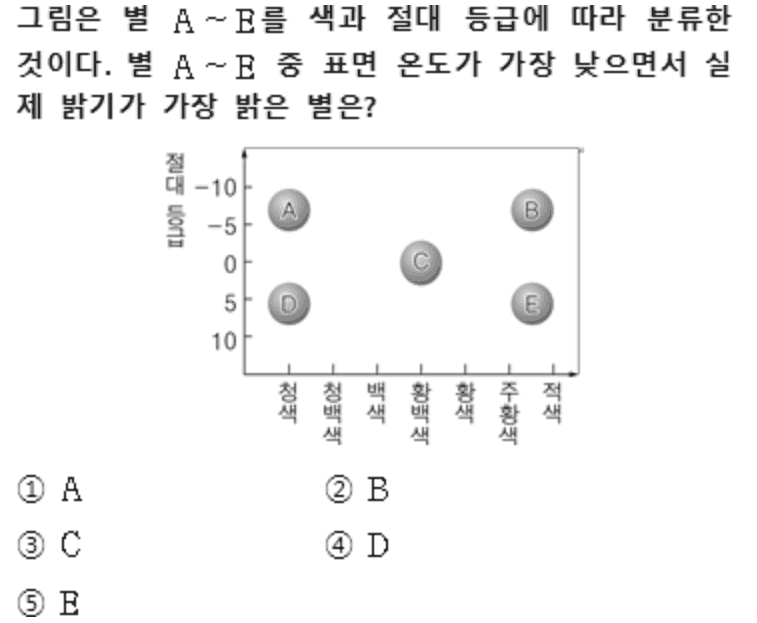 그림은 별 A ~ E를 색과 절대 등급에 따라 분류한
것이다. 별 A ~ E 중 표면 온도가 가장 낮으면서 실
제 밝기가 가장 밝은 별은?
절대 등급
-10
-5
0
5
10
A
B
C
D
E
청색
청백색
백색
황백색
황색
주황색
적색
① A
② B
③ C
④ D
⑤ E